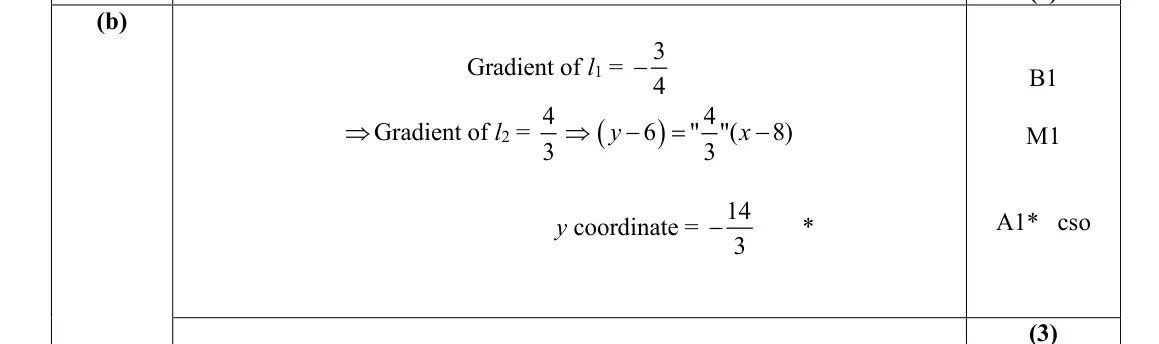 (b)
Gradient of l₁ = −3/4
B1
⇒ Gradient of l₂ = 4/3 ⇒ (y − 6) = "4/3"(x − 8)
M1
y coordinate = −14/3 *
A1* cso
(3)